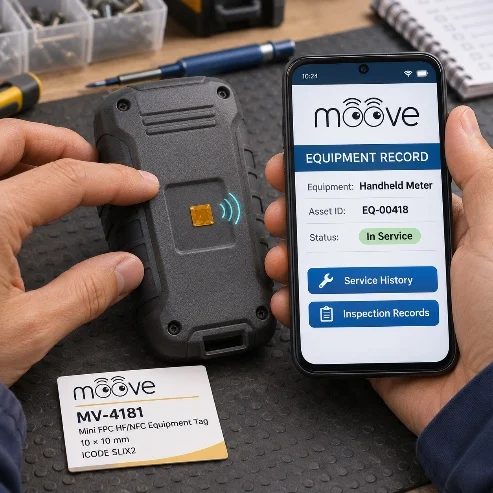 10:24
moove
EQUIPMENT RECORD
Equipment: Handheld Meter
Asset ID: EQ-00418
Status: In Service
Service History
Inspection Records
moove
MV-4181
Mini FPC HF/NFC Equipment Tag
10 × 10 mm
ICODE SLIX2